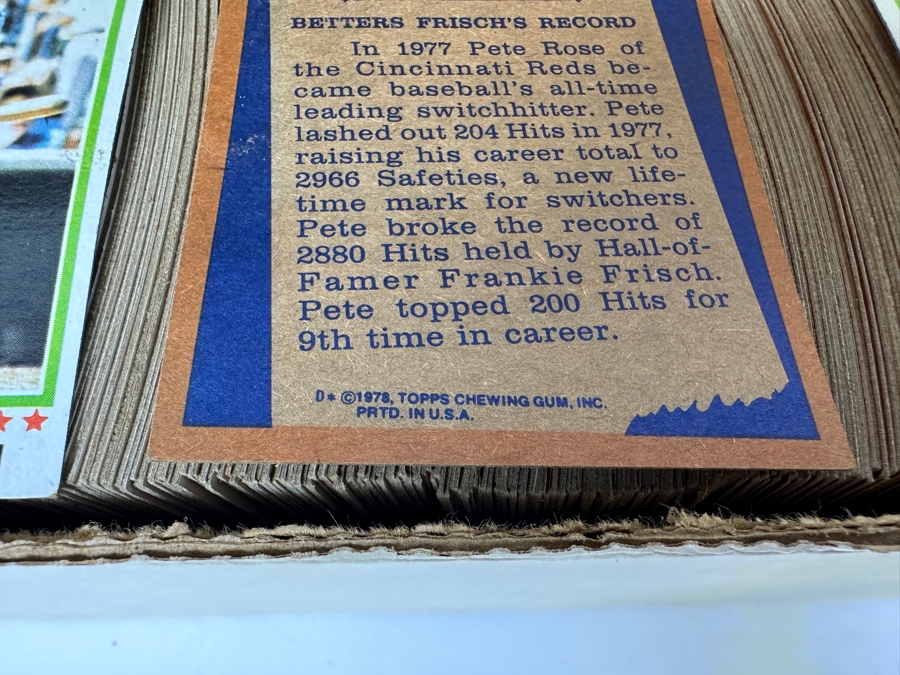 BETTERS FRISCH'S RECORD
In 1977 Pete Rose of
the Cincinnati Reds be-
came baseball's all-time
leading switchhitter. Pete
lashed out 204 Hits in 1977,
raising his career total to
2966 Safeties, a new life-
time mark for switchers.
Pete broke the record of
2880 Hits held by Hall-of-
Famer Frankie Frisch.
Pete topped 200 Hits for
9th time in career.
D* ©1978, TOPPS CHEWING GUM, INC.
PRTD. IN U.S.A.